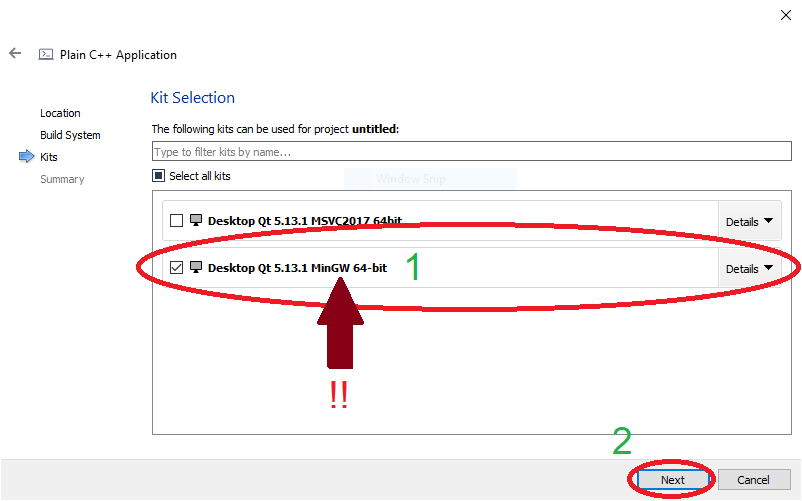 Plain C++ Application
Kit Selection
Location
Build System
Kits
Summary
The following kits can be used for project untitled:
Type to filter kits by name...
Select all kits
Window Snip
Desktop Qt 5.13.1 MSVC2017 64bit
Details
Desktop Qt 5.13.1 MinGW 64-bit
1
Details
!!
2
Next
Cancel